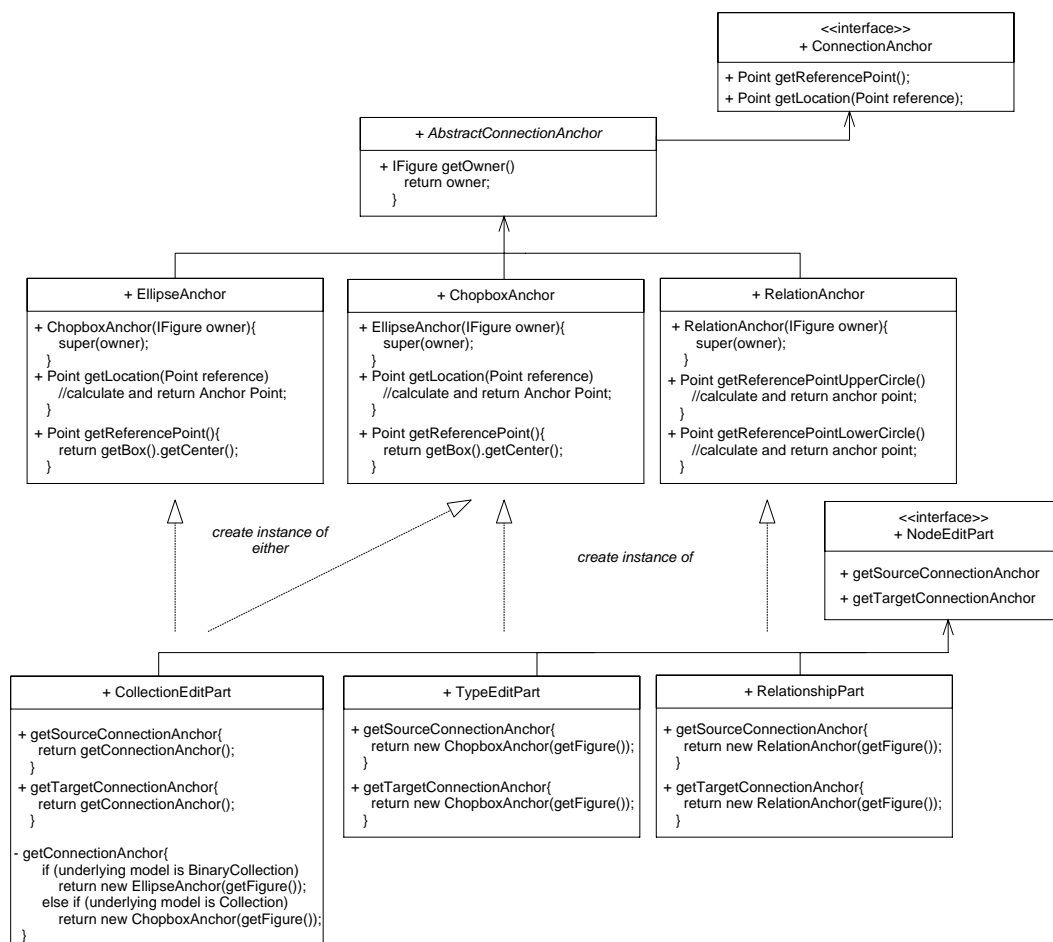 <<interface>>
+ ConnectionAnchor
+ Point getReferencePoint();
+ Point getLocation(Point reference);
+ AbstractConnectionAnchor
+ IFigure getOwner()
return owner;
}
+ EllipseAnchor
+ ChopboxAnchor(IFigure owner){
super(owner);
}
+ Point getLocation(Point reference)
//calculate and return Anchor Point;
}
+ Point getReferencePoint(){
return getBox().getCenter();
}
+ ChopboxAnchor
+ EllipseAnchor(IFigure owner){
super(owner);
}
+ Point getLocation(Point reference)
//calculate and return Anchor Point;
}
+ Point getReferencePoint(){
return getBox().getCenter();
}
+ RelationAnchor
+ RelationAnchor(IFigure owner){
super(owner);
}
+ Point getReferencePointUpperCircle()
//calculate and return anchor point;
}
+ Point getReferencePointLowerCircle()
//calculate and return anchor point;
}
create instance of
either
create instance of
<<interface>>
+ NodeEditPart
+ getSourceConnectionAnchor
+ getTargetConnectionAnchor
+ CollectionEditPart
+ getSourceConnectionAnchor{
return getConnectionAnchor();
}
+ getTargetConnectionAnchor{
return getConnectionAnchor();
}
- getConnectionAnchor{
if (underlying model is BinaryCollection)
return new EllipseAnchor(getFigure());
else if (underlying model is Collection)
return new ChopboxAnchor(getFigure());
}
+ TypeEditPart
+ getSourceConnectionAnchor{
return new ChopboxAnchor(getFigure());
}
+ getTargetConnectionAnchor{
return new ChopboxAnchor(getFigure());
}
+ RelationshipPart
+ getSourceConnectionAnchor{
return new RelationAnchor(getFigure());
}
+ getTargetConnectionAnchor{
return new RelationAnchor(getFigure());
}